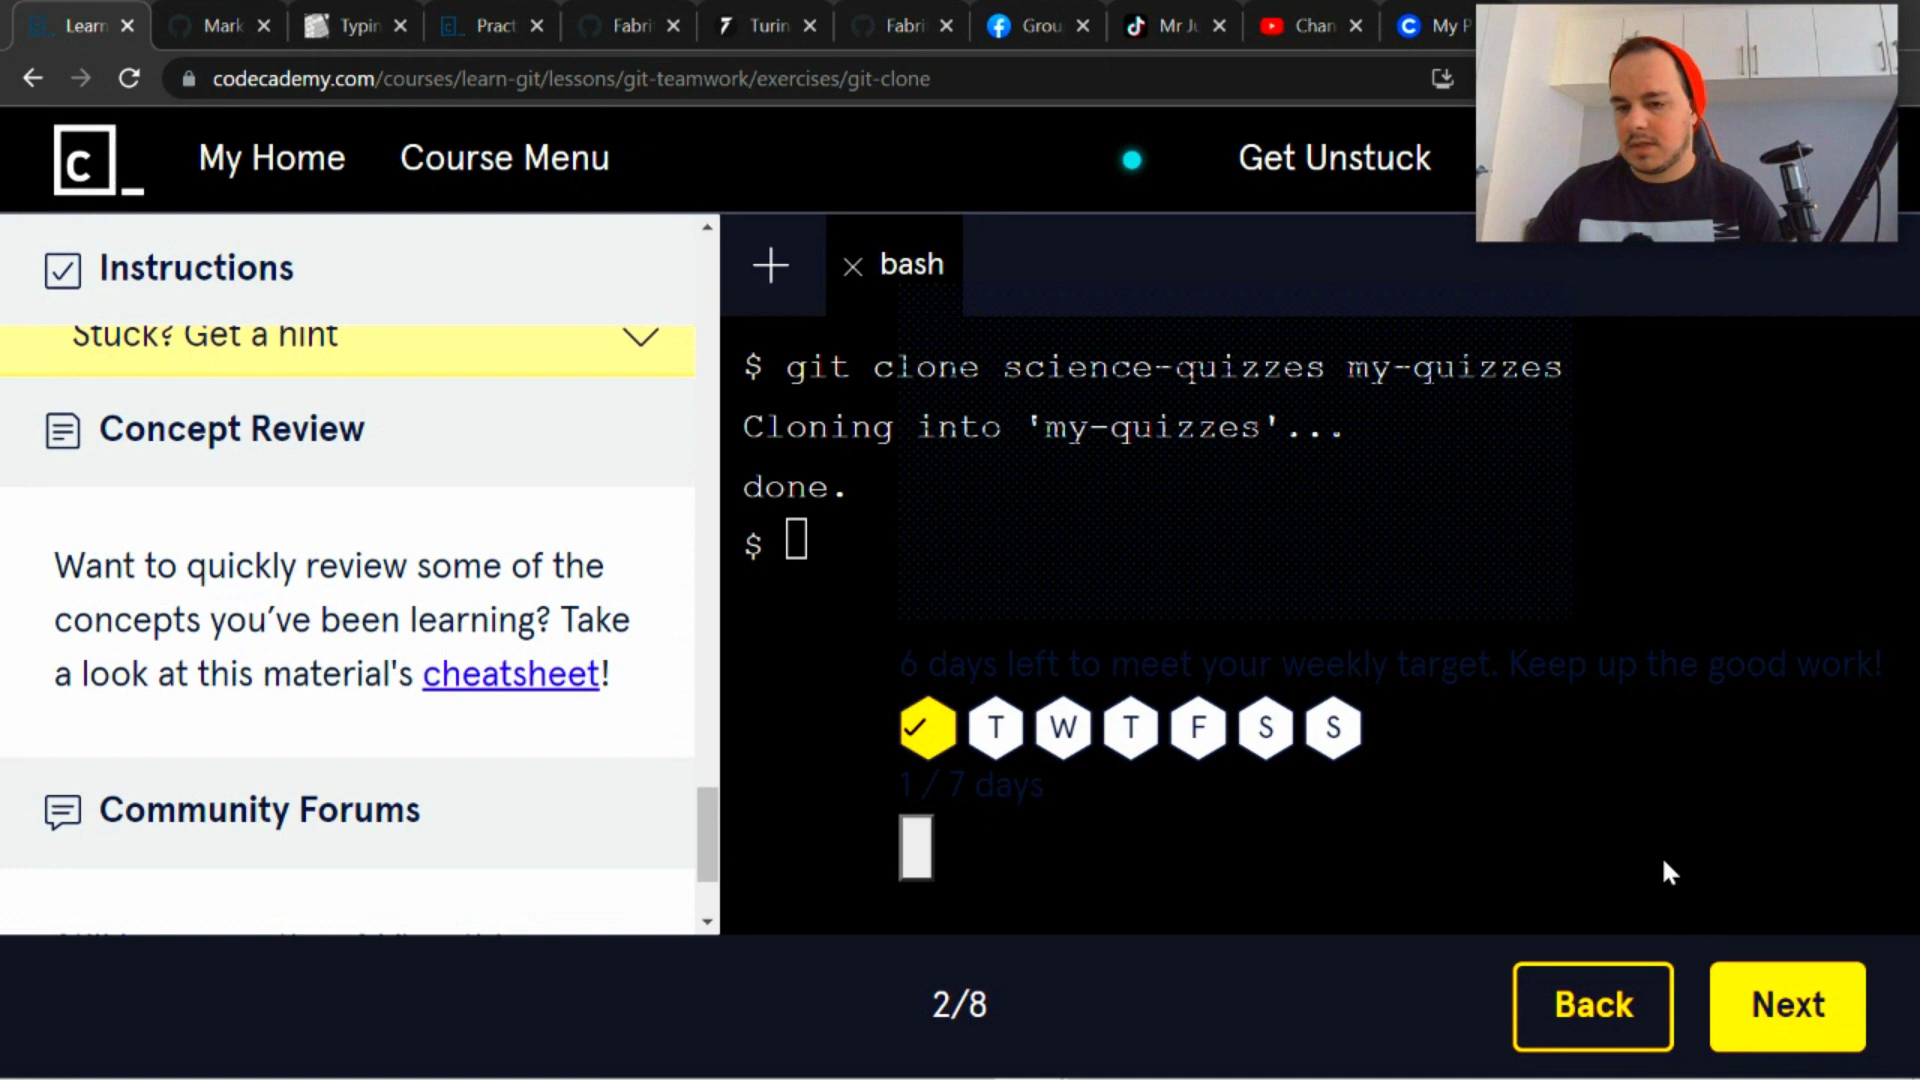 Learn
Mark
Typin
Pract
Fabri
Turin
Fabri
Grou
Mr Ju
Chan
My P
codecademy.com/courses/learn-git/lessons/git-teamwork/exercises/git-clone
c_
My Home
Course Menu
Get Unstuck
Instructions
Stuck? Get a hint
Concept Review
Want to quickly review some of the
concepts you’ve been learning? Take
a look at this material's cheatsheet!
Community Forums
bash
$ git clone science-quizzes my-quizzes
Cloning into 'my-quizzes'...
done.
$
6 days left to meet your weekly target. Keep up the good work!
T W T F S S
1 / 7 days
2/8
Back
Next